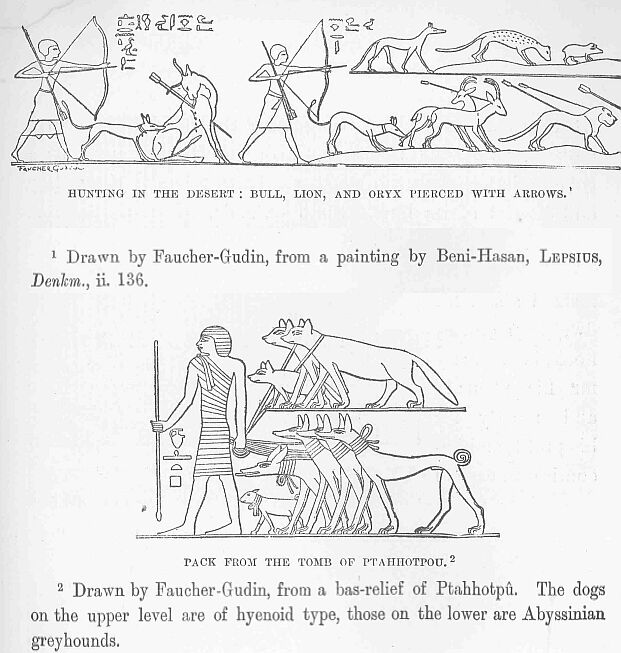 FAUCHER-Gudin
HUNTING IN THE DESERT: BULL, LION, AND ORYX PIERCED WITH ARROWS.¹
¹ Drawn by Faucher-Gudin, from a painting by Beni-Hasan, LEPSIUS,
Denkm., ii. 136.
PACK FROM THE TOMB OF PTAHHOTPOU.²
² Drawn by Faucher-Gudin, from a bas-relief of Ptahhotpû. The dogs
on the upper level are of hyenoid type, those on the lower are Abyssinian
greyhounds.